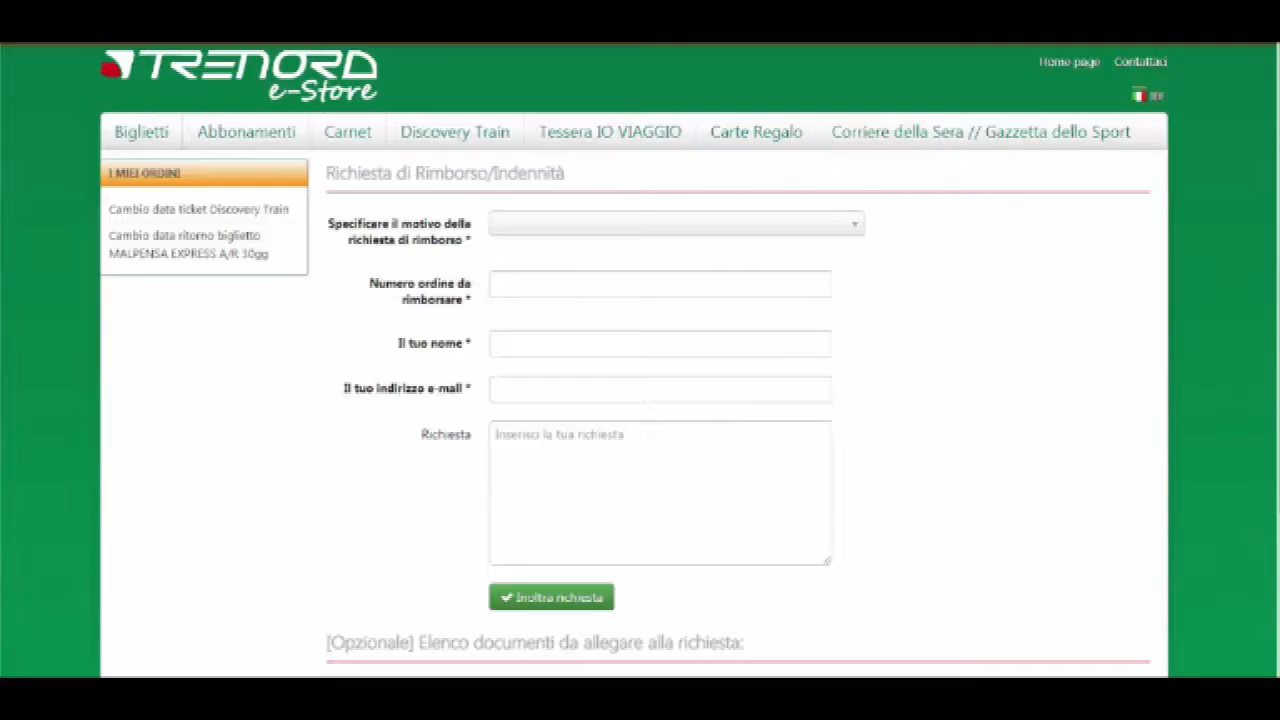 TRENORD
e-Store
Home page Contattaci
Biglietti Abbonamenti Carnet Discovery Train Tessera IO VIAGGIO Carte Regalo Corriere della Sera // Gazzetta dello Sport
I MIEI ORDINI
Cambio data ticket Discovery Train
Cambio data ritorno biglietto
MALPENSA EXPRESS A/R 30gg
Richiesta di Rimborso/Indennità
Specificare il motivo della
richiesta di rimborso *
Numero ordine da
rimborsare *
Il tuo nome *
Il tuo indirizzo e-mail *
Richiesta
Inserisci la tua richiesta
Inoltra richiesta
[Opzionale] Elenco documenti da allegare alla richiesta: